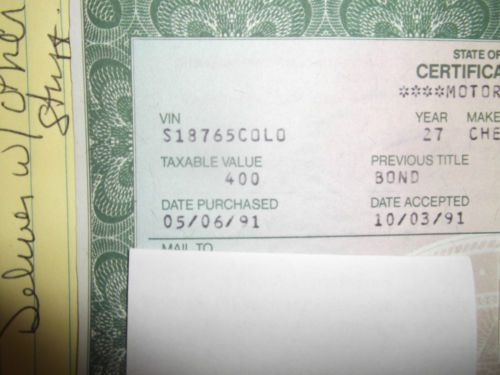 Deliver w/ other
Stuff
STATE OF
CERTIFICA
****MOTOR
VIN
YEAR MAKE
S18765COLO
27 CHE
TAXABLE VALUE
PREVIOUS TITLE
400
BOND
DATE PURCHASED
DATE ACCEPTED
05/06/91
10/03/91
MAIL TO